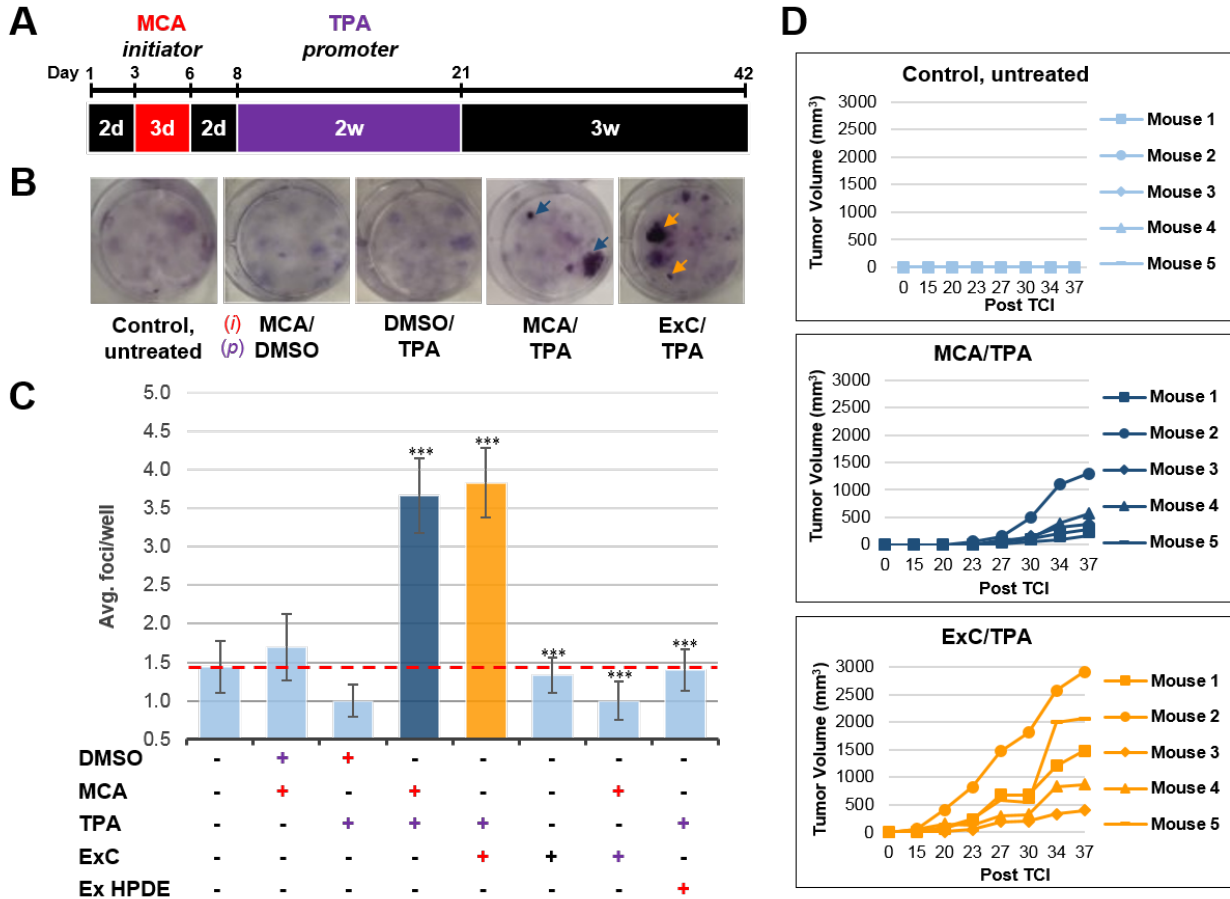 A
MCA
initiator
TPA
promoter
Day 1 3 6 8 21 42
2d 3d 2d 2w 3w
B
Control,
untreated
(i) MCA/
(p) DMSO
DMSO/
TPA
MCA/
TPA
ExC/
TPA
C
Avg. foci/well
5.0
4.5
4.0
3.5
3.0
2.5
2.0
1.5
1.0
0.5
*** *** *** *** ***
DMSO - + + - - - - -
MCA - + - + - - + -
TPA - - + + + - - +
ExC - - - - + + + -
Ex HPDE - - - - - - - +
D
Control, untreated
Tumor Volume (mm³)
3000
2500
2000
1500
1000
500
0
0 15 20 23 27 30 34 37
Post TCI
Mouse 1
Mouse 2
Mouse 3
Mouse 4
Mouse 5
MCA/TPA
Tumor Volume (mm³)
3000
2500
2000
1500
1000
500
0
0 15 20 23 27 30 34 37
Post TCI
Mouse 1
Mouse 2
Mouse 3
Mouse 4
Mouse 5
ExC/TPA
Tumor Volume (mm³)
3000
2500
2000
1500
1000
500
0
0 15 20 23 27 30 34 37
Post TCI
Mouse 1
Mouse 2
Mouse 3
Mouse 4
Mouse 5